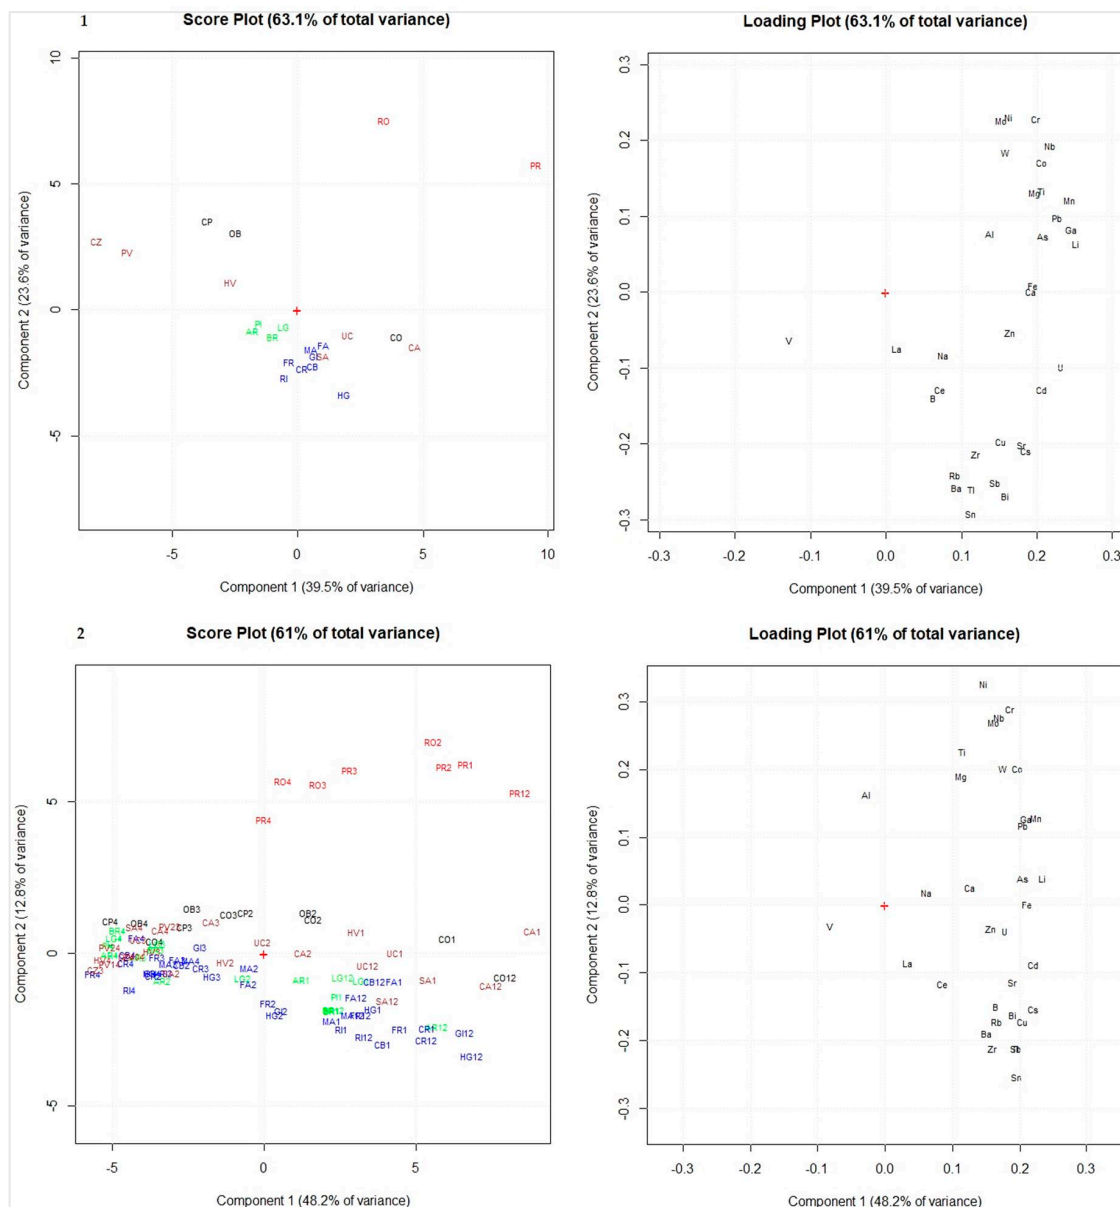 1
Score Plot (63.1% of total variance)
Component 2 (23.6% of variance)
10
5
0
-5
RO
PR
CP
OB
CZ
PV
HV
PI
AR
LG
BR
UC
CO
CA
FA
MA
GI
SA
FR
CR
CB
RI
HG
-5
0
5
10
Component 1 (39.5% of variance)
Loading Plot (63.1% of total variance)
Component 2 (23.6% of variance)
0.3
0.2
0.1
0.0
-0.1
-0.2
-0.3
Mo
Ni
Cr
W
Nb
Co
Mg
Ti
Mn
Pb
Al
As
Ga
Li
Fe
Ca
Zn
V
La
Na
U
Ce
B
Cd
Cu
Sr
Zr
Cs
Rb
Ba
Tl
Sb
Bi
Sn
-0.3
-0.2
-0.1
0.0
0.1
0.2
0.3
Component 1 (39.5% of variance)
2
Score Plot (61% of total variance)
Component 2 (12.8% of variance)
5
0
-5
RO2
PR1
PR2
PR3
RO4
RO3
PR12
PR4
CP4
OB4
OB3
CP3
CO3
CP2
OB2
CO2
CA3
BR4
SA4
CA4
LG4
FA4
CO4
UC2
HV1
CO1
CA1
GI3
CA2
UC1
UC12
HV2
MA4
CR3
MA2
HG3
CR4
FR4
RI4
AR2
LG2
FA2
AR1
LG12
CB12
FA1
SA1
CO12
CA12
PI1
FA12
SA12
FR2
GI2
HG2
HG1
MA1
RI1
FR1
CR1
AR12
GI12
RI12
CB1
CR12
HG12
-5
0
5
Component 1 (48.2% of variance)
Loading Plot (61% of total variance)
Component 2 (12.8% of variance)
0.3
0.2
0.1
0.0
-0.1
-0.2
-0.3
Ni
Cr
Nb
Mo
Ti
Mg
W
Co
Al
Ga
Mn
Pb
As
Li
Ca
Na
Fe
V
Zn
U
La
Cd
Ce
Sr
B
Bi
Cs
Rb
Cu
Ba
Zr
Sb
Sn
-0.3
-0.2
-0.1
0.0
0.1
0.2
0.3
Component 1 (48.2% of variance)